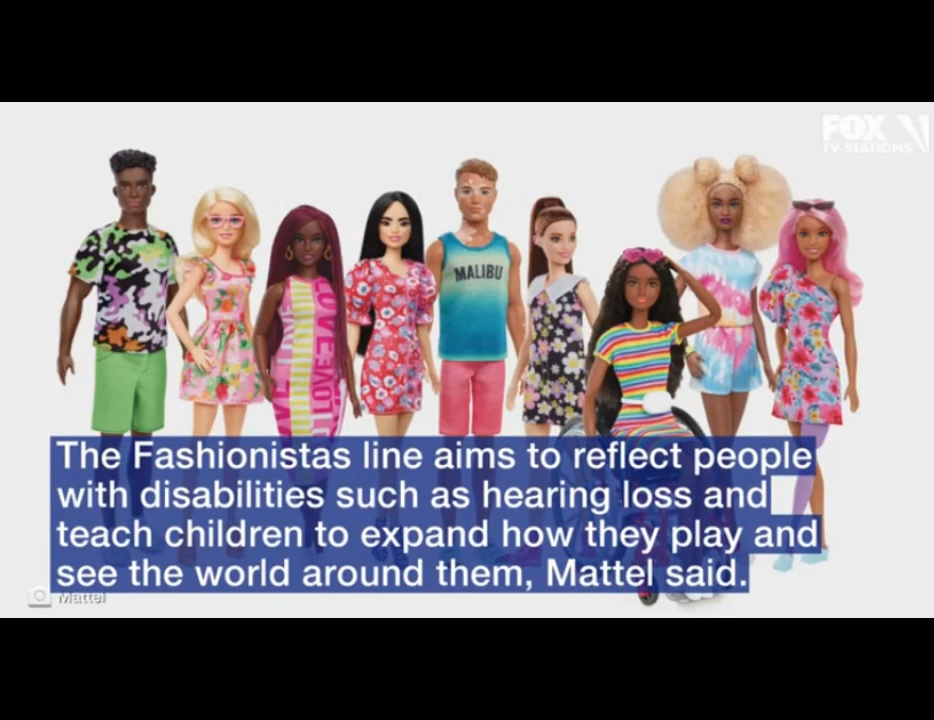 FOX
TV STATIONS
MALIBU
LOVE
The Fashionistas line aims to reflect people
with disabilities such as hearing loss and
teach children to expand how they play and
see the world around them, Mattel said.
Mattel